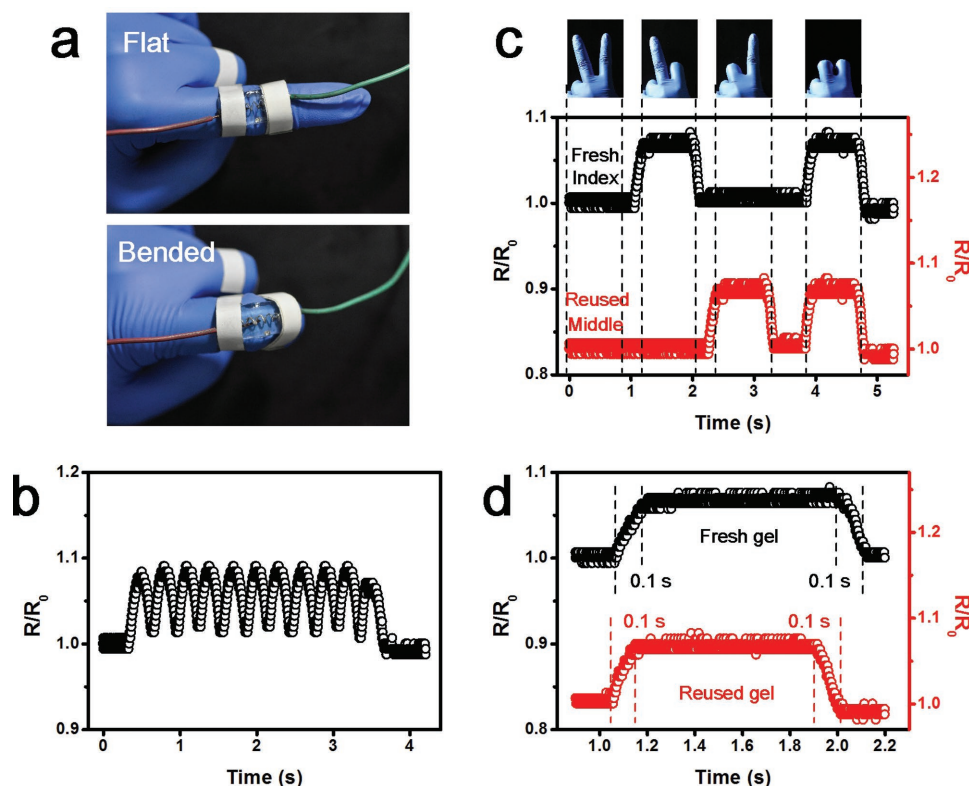 a
Flat
Bended
b
1.2
1.1
1.0
0.9
R/R0
0
1
2
3
4
Time (s)
c
1.1
1.0
0.9
0.8
R/R0
Fresh
Index
Reused
Middle
1.2
1.1
1.0
R/R0
0
1
2
3
4
5
Time (s)
d
1.1
1.0
0.9
0.8
R/R0
Fresh gel
0.1 s
0.1 s
0.1 s
0.1 s
Reused gel
1.2
1.1
1.0
R/R0
1.0
1.2
1.4
1.6
1.8
2.0
2.2
Time (s)